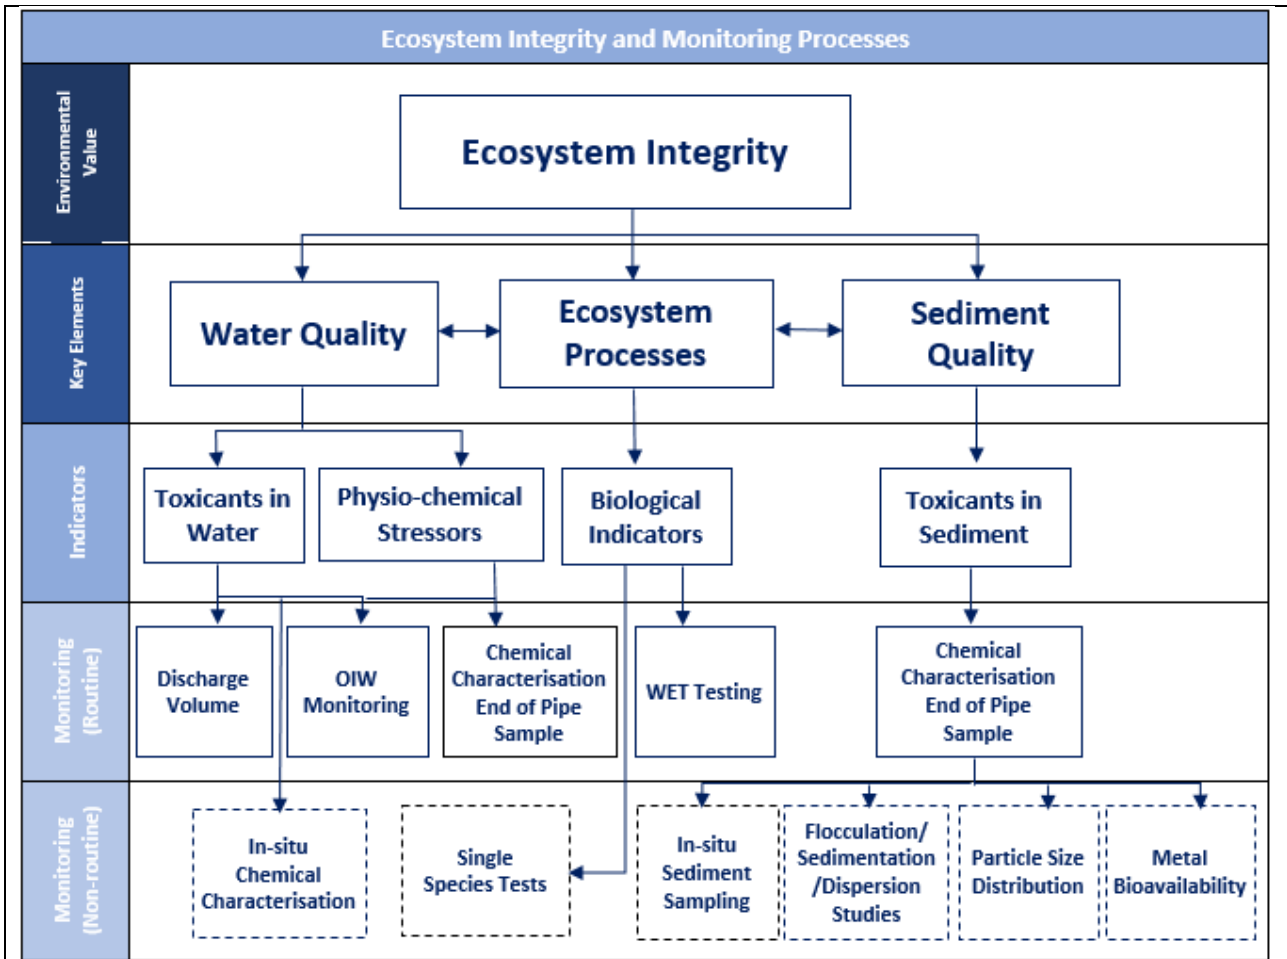 Ecosystem Integrity and Monitoring Processes
Environmental
Value
Ecosystem Integrity
Key Elements
Water Quality
Ecosystem
Processes
Sediment
Quality
Indicators
Toxicants in
Water
Physio-chemical
Stressors
Biological
Indicators
Toxicants in
Sediment
Monitoring
(Routine)
Discharge
Volume
OIW
Monitoring
Chemical
Characterisation
End of Pipe
Sample
WET Testing
Chemical
Characterisation
End of Pipe
Sample
Monitoring
(Non-routine)
In-situ
Chemical
Characterisation
Single
Species Tests
In-situ
Sediment
Sampling
Flocculation/
Sedimentation
/Dispersion
Studies
Particle Size
Distribution
Metal
Bioavailability